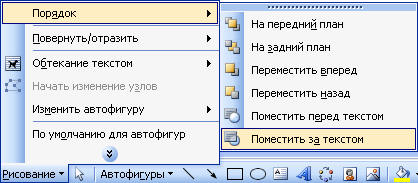 Порядок
Повернуть/отразить
Обтекание текстом
Начать изменение узлов
Изменить автофигуру
По умолчанию для автофигур
На передний план
На задний план
Переместить вперед
Переместить назад
Поместить перед текстом
Поместить за текстом
Рисование
Автофигуры